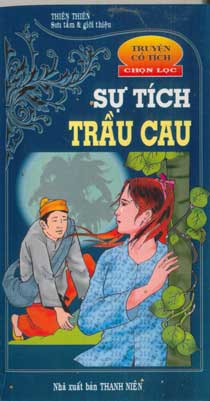 THIÊN THIÊN
Sưu tầm & giới thiệu
TRUYỆN
CỔ TÍCH
CHỌN LỌC
SỰ TÍCH
TRẦU CAU
Nhà xuất bản THANH NIÊN